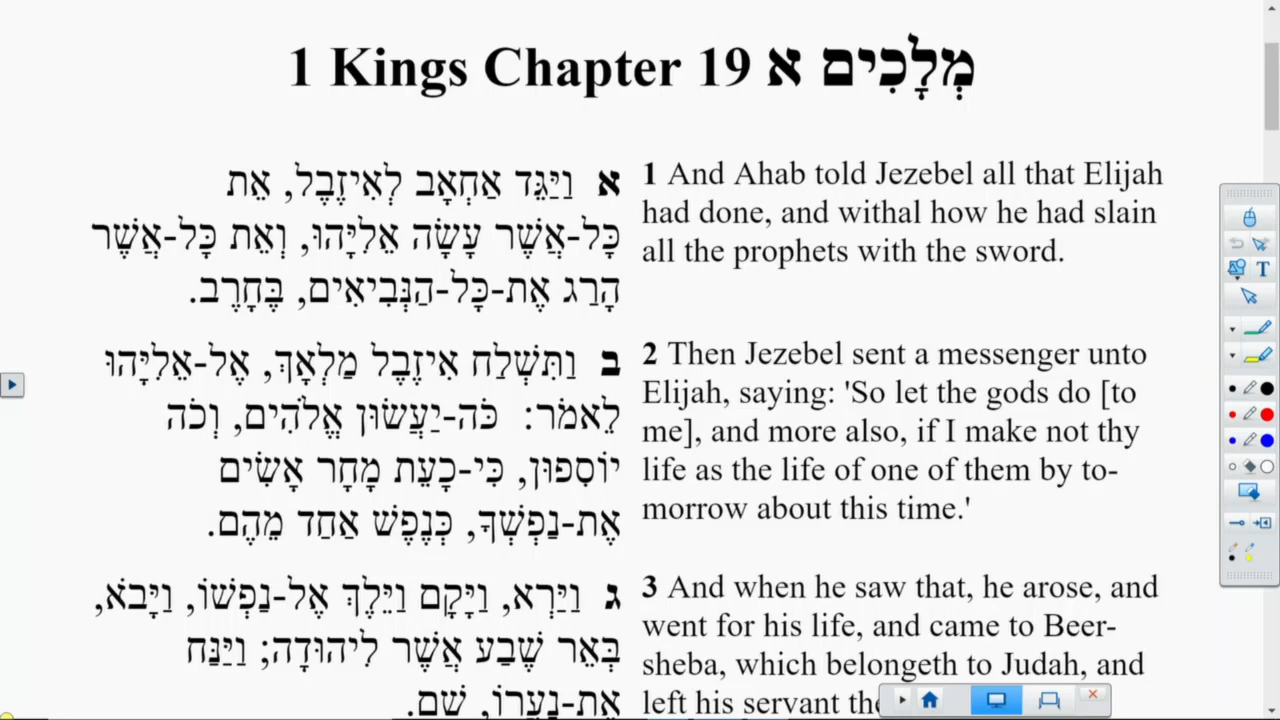 1 Kings Chapter 19 מְלָכִים א
א וַיַּגֵּד אַחְאָב לְאִיזֶבֶל, אֵת
כָּל-אֲשֶׁר עָשָׂה אֵלִיָּהוּ, וְאֵת כָּל-אֲשֶׁר
הָרַג אֶת-כָּל-הַנְּבִיאִים, בֶּחָרֶב.
1 And Ahab told Jezebel all that Elijah
had done, and withal how he had slain
all the prophets with the sword.
ב וַתִּשְׁלַח אִיזֶבֶל מַלְאָךְ, אֶל-אֵלִיָּהוּ
לֵאמֹר: כֹּה-יַעֲשׂוּן אֱלֹהִים, וְכֹה
יוֹסִפוּן, כִּי-כָעֵת מָחָר אָשִׂים
אֶת-נַפְשְׁךָ, כְּנֶפֶשׁ אַחַד מֵהֶם.
2 Then Jezebel sent a messenger unto
Elijah, saying: 'So let the gods do [to
me], and more also, if I make not thy
life as the life of one of them by to-
morrow about this time.'
ג וַיַּרְא, וַיָּקָם וַיֵּלֶךְ אֶל-נַפְשׁוֹ, וַיָּבֹא,
בְּאֵר שֶׁבַע אֲשֶׁר לִיהוּדָה; וַיַּנַּח
אֶת-נַעֲרוֹ, שָׁם.
3 And when he saw that, he arose, and
went for his life, and came to Beer-
sheba, which belongeth to Judah, and
left his servant
T